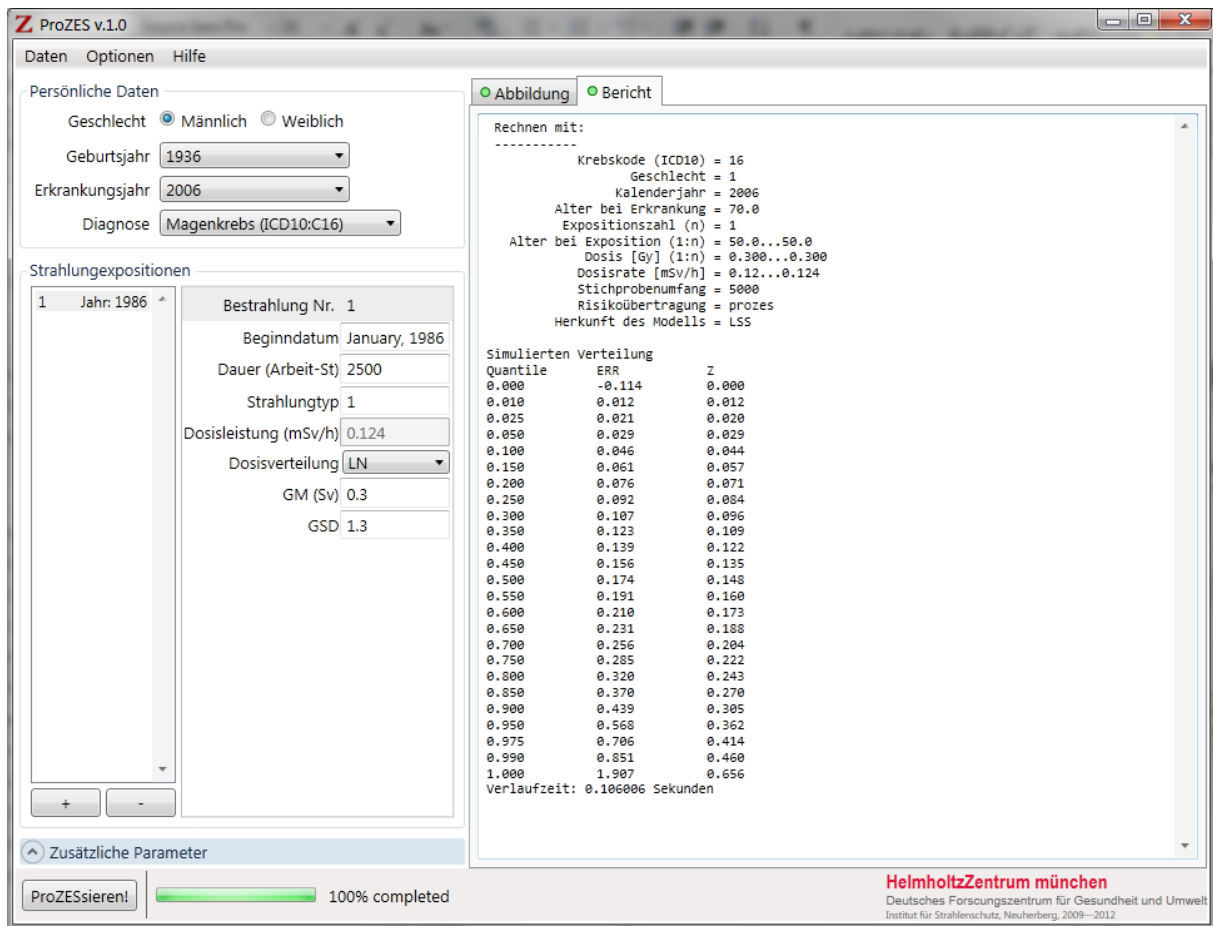 ProZES v.1.0
Daten Optionen Hilfe
Persönliche Daten
Geschlecht Männlich Weiblich
Geburtsjahr 1936
Erkrankungsjahr 2006
Diagnose Magenkrebs (ICD10:C16)
Strahlungexpositionen
1 Jahr: 1986
Bestrahlung Nr. 1
Beginndatum January, 1986
Dauer (Arbeit-St) 2500
Strahlungtyp 1
Dosisleistung (mSv/h) 0.124
Dosisverteilung LN
GM (Sv) 0.3
GSD 1.3
+ -
Zusätzliche Parameter
ProZESsieren! 100% completed
Abbildung Bericht
Rechnen mit:
-----------
Krebskode (ICD10) = 16
Geschlecht = 1
Kalenderjahr = 2006
Alter bei Erkrankung = 70.0
Expositionszahl (n) = 1
Alter bei Exposition (1:n) = 50.0...50.0
Dosis [Gy] (1:n) = 0.300...0.300
Dosisrate [mSv/h] = 0.12...0.124
Stichprobenumfang = 5000
Risikoübertragung = prozes
Herkunft des Modells = LSS
Simulierten Verteilung
Quantile ERR Z
0.000 -0.114 0.000
0.010 0.012 0.012
0.025 0.021 0.020
0.050 0.029 0.029
0.100 0.046 0.044
0.150 0.061 0.057
0.200 0.076 0.071
0.250 0.092 0.084
0.300 0.107 0.096
0.350 0.123 0.109
0.400 0.139 0.122
0.450 0.156 0.135
0.500 0.174 0.148
0.550 0.191 0.160
0.600 0.210 0.173
0.650 0.231 0.188
0.700 0.256 0.204
0.750 0.285 0.222
0.800 0.320 0.243
0.850 0.370 0.270
0.900 0.439 0.305
0.950 0.568 0.362
0.975 0.706 0.414
0.990 0.851 0.460
1.000 1.907 0.656
Verlaufzeit: 0.106006 Sekunden
HelmholtzZentrum münchen
Deutsches Forscungszentrum für Gesundheit und Umwelt
Institut für Strahlenschutz, Neuherberg, 2009—2012